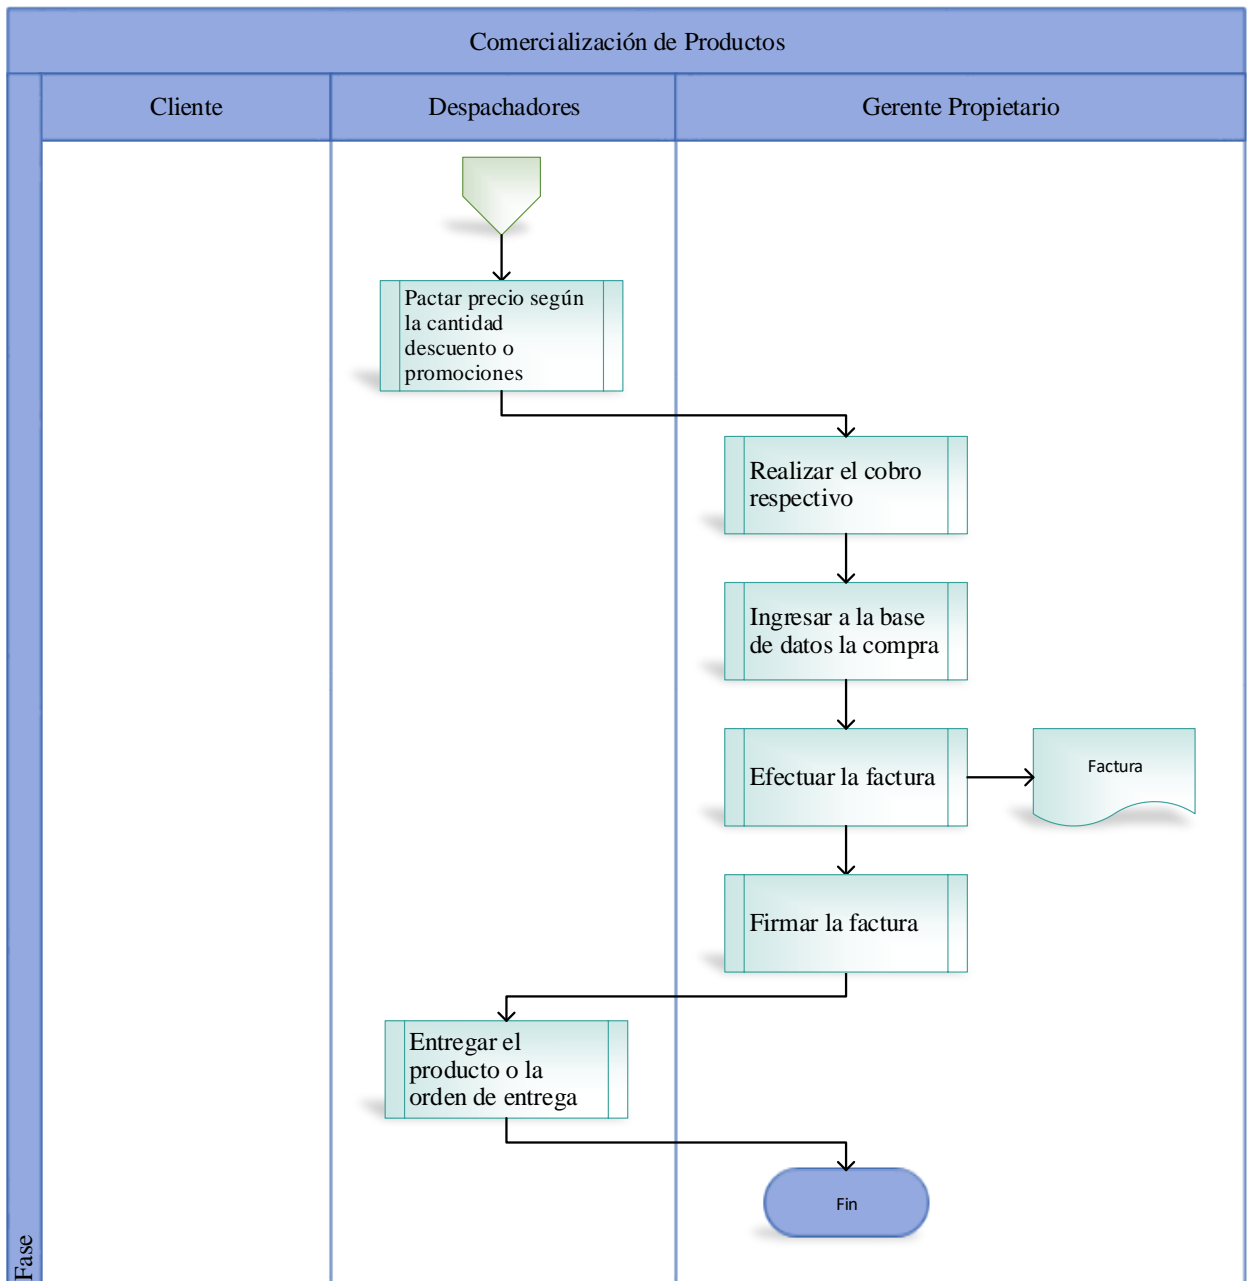 Comercialización de Productos
Cliente
Despachadores
Gerente Propietario
Pactar precio según
la cantidad
descuento o
promociones
Realizar el cobro
respectivo
Ingresar a la base
de datos la compra
Efectuar la factura
Factura
Firmar la factura
Entregar el
producto o la
orden de entrega
Fin
Fase